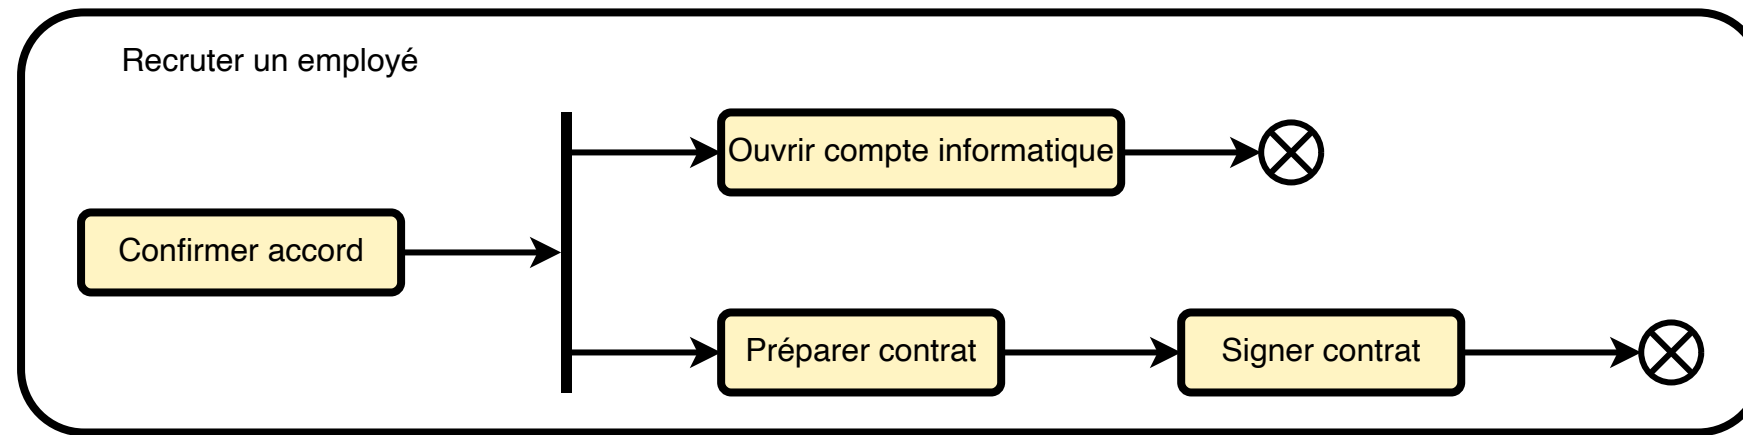 Recruter un employé
Ouvrir compte informatique
Confirmer accord
Préparer contrat
Signer contrat